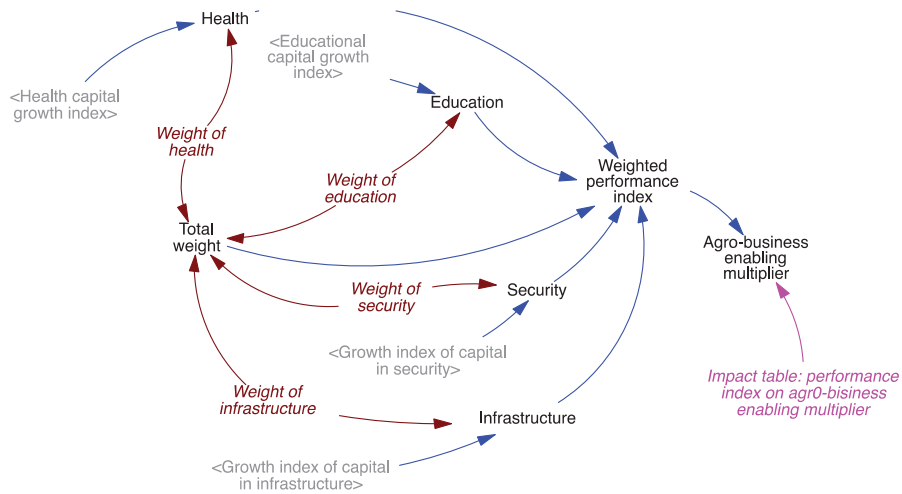 Health
<Educational
capital growth
index>
<Health capital
growth index>
Education
Weight of
health
Weighted
performance
index
Weight of
education
Total
weight
Agro-business
enabling
multiplier
Weight of
security
Security
<Growth index of capital
in security>
Impact table: performance
index on agr0-bisiness
enabling multiplier
Weight of
infrastructure
Infrastructure
<Growth index of capital
in infrastructure>